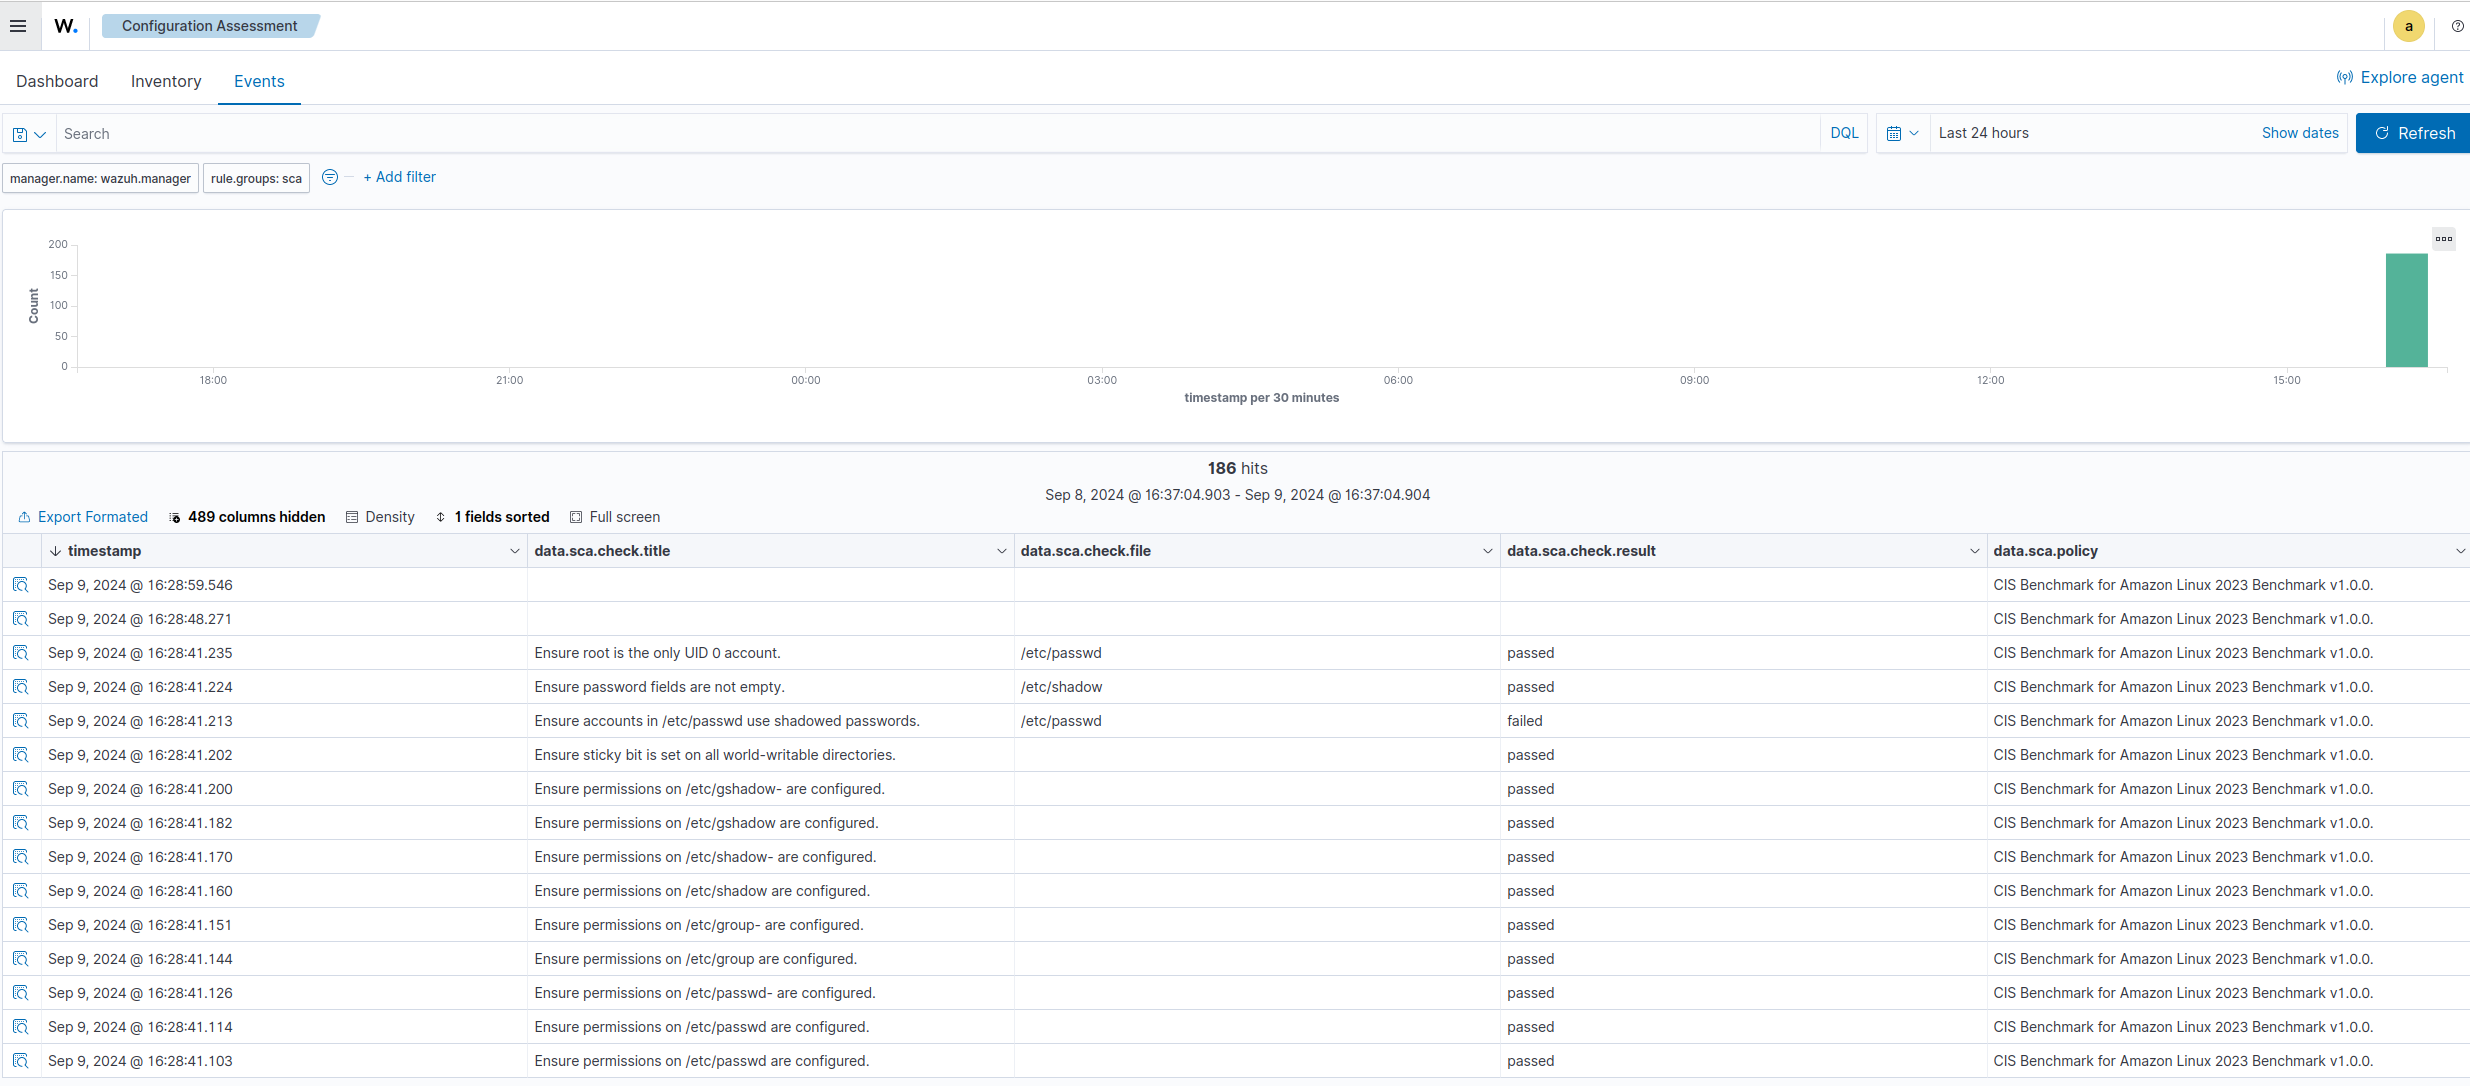 W. Configuration Assessment a
Dashboard Inventory Events Explore agent
Search DQL Last 24 hours Show dates Refresh
manager.name: wazuh.manager rule.groups: sca + Add filter
200
150
100
50
0
Count
18:00 21:00 00:00 03:00 06:00 09:00 12:00 15:00
timestamp per 30 minutes
186 hits
Sep 8, 2024 @ 16:37:04.903 - Sep 9, 2024 @ 16:37:04.904
Export Formated 489 columns hidden Density 1 fields sorted Full screen
timestamp data.sca.check.title data.sca.check.file data.sca.check.result data.sca.policy
Sep 9, 2024 @ 16:28:59.546 CIS Benchmark for Amazon Linux 2023 Benchmark v1.0.0.
Sep 9, 2024 @ 16:28:48.271 CIS Benchmark for Amazon Linux 2023 Benchmark v1.0.0.
Sep 9, 2024 @ 16:28:41.235 Ensure root is the only UID 0 account. /etc/passwd passed CIS Benchmark for Amazon Linux 2023 Benchmark v1.0.0.
Sep 9, 2024 @ 16:28:41.224 Ensure password fields are not empty. /etc/shadow passed CIS Benchmark for Amazon Linux 2023 Benchmark v1.0.0.
Sep 9, 2024 @ 16:28:41.213 Ensure accounts in /etc/passwd use shadowed passwords. /etc/passwd failed CIS Benchmark for Amazon Linux 2023 Benchmark v1.0.0.
Sep 9, 2024 @ 16:28:41.202 Ensure sticky bit is set on all world-writable directories. passed CIS Benchmark for Amazon Linux 2023 Benchmark v1.0.0.
Sep 9, 2024 @ 16:28:41.200 Ensure permissions on /etc/gshadow- are configured. passed CIS Benchmark for Amazon Linux 2023 Benchmark v1.0.0.
Sep 9, 2024 @ 16:28:41.182 Ensure permissions on /etc/gshadow are configured. passed CIS Benchmark for Amazon Linux 2023 Benchmark v1.0.0.
Sep 9, 2024 @ 16:28:41.170 Ensure permissions on /etc/shadow- are configured. passed CIS Benchmark for Amazon Linux 2023 Benchmark v1.0.0.
Sep 9, 2024 @ 16:28:41.160 Ensure permissions on /etc/shadow are configured. passed CIS Benchmark for Amazon Linux 2023 Benchmark v1.0.0.
Sep 9, 2024 @ 16:28:41.151 Ensure permissions on /etc/group- are configured. passed CIS Benchmark for Amazon Linux 2023 Benchmark v1.0.0.
Sep 9, 2024 @ 16:28:41.144 Ensure permissions on /etc/group are configured. passed CIS Benchmark for Amazon Linux 2023 Benchmark v1.0.0.
Sep 9, 2024 @ 16:28:41.126 Ensure permissions on /etc/passwd- are configured. passed CIS Benchmark for Amazon Linux 2023 Benchmark v1.0.0.
Sep 9, 2024 @ 16:28:41.114 Ensure permissions on /etc/passwd are configured. passed CIS Benchmark for Amazon Linux 2023 Benchmark v1.0.0.
Sep 9, 2024 @ 16:28:41.103 Ensure permissions on /etc/passwd are configured. passed CIS Benchmark for Amazon Linux 2023 Benchmark v1.0.0.